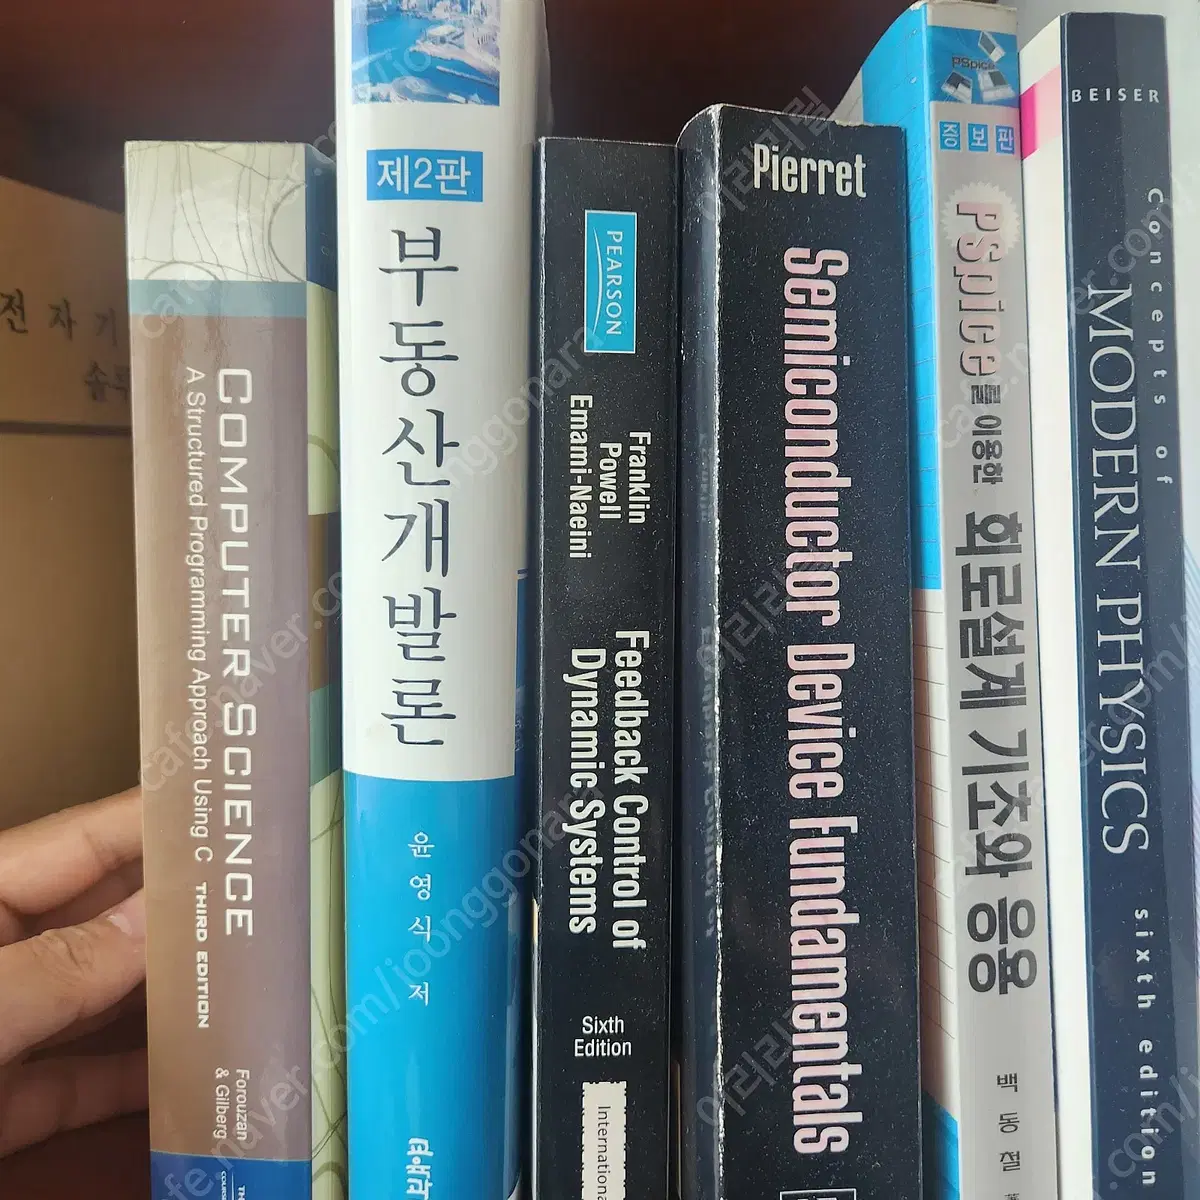 전자기
COMPUTER SCIENCE
A Structured Programming Approach Using C THIRD EDITION
Forouzan
& Gilberg
제2판
부동산개발론
윤영식 저
PEARSON
Franklin
Powell
Emami-Naeini
Feedback Control of
Dynamic Systems
Sixth
Edition
Pierret
Semiconductor Device Fundamentals
PSpice
증보판
PSpice를 이용한 회로설계 기초와 응용
백동철
BEISER
Concepts of
MODERN PHYSICS
sixth edition